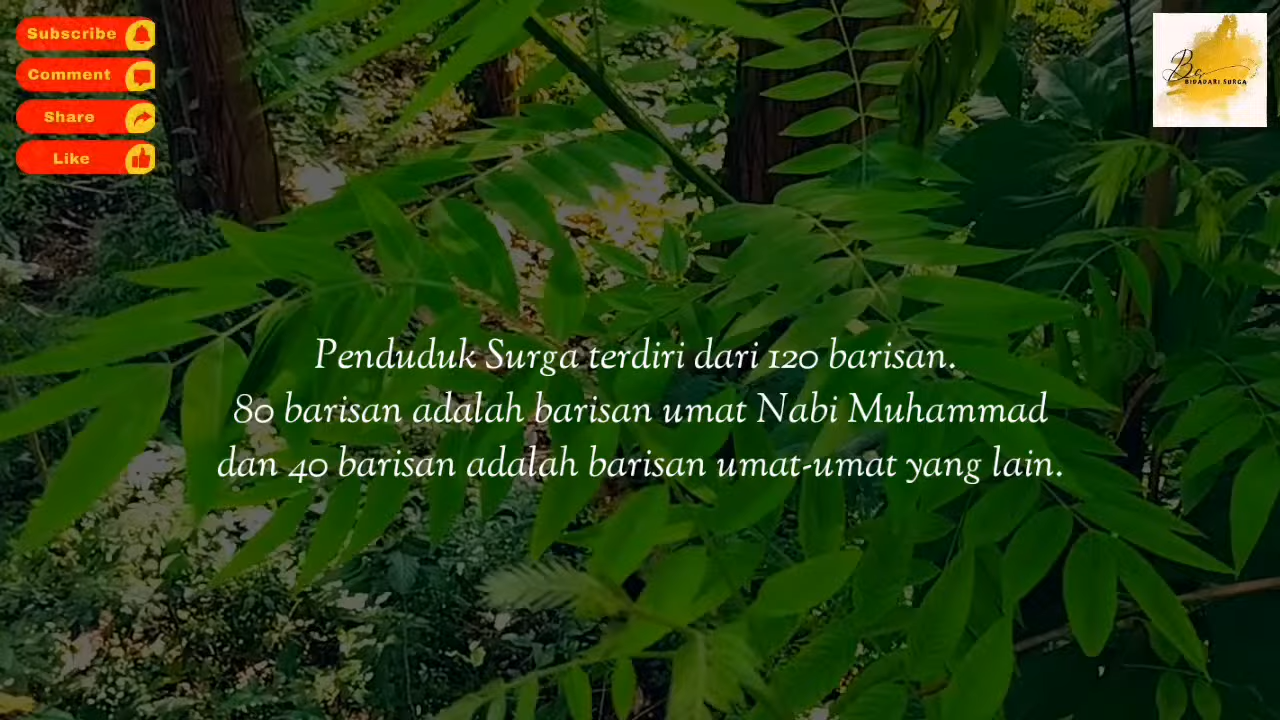 Subscribe
Comment
Share
Like
Bs
BIDADARI SURGA
Penduduk Surga terdiri dari 120 barisan.
80 barisan adalah barisan umat Nabi Muhammad
dan 40 barisan adalah barisan umat-umat yang lain.